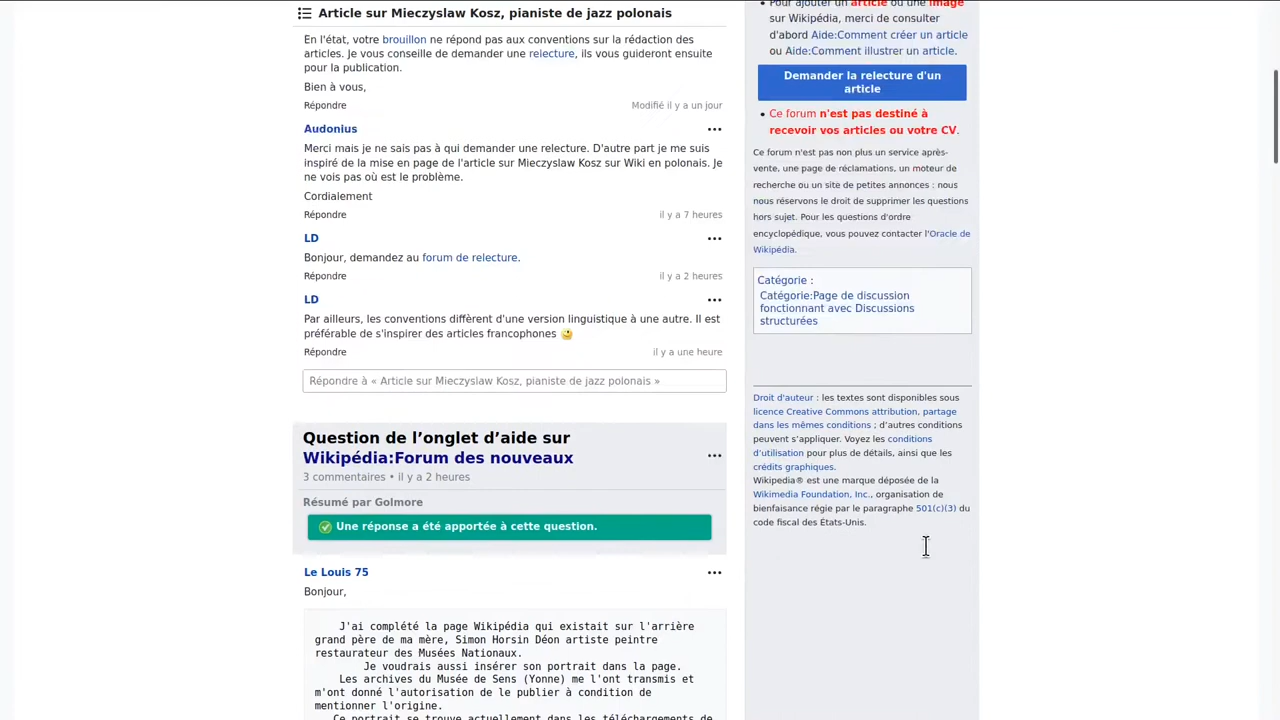 Article sur Mieczyslaw Kosz, pianiste de jazz polonais
En l'état, votre brouillon ne répond pas aux conventions sur la rédaction des
articles. Je vous conseille de demander une relecture, ils vous guideront ensuite
pour la publication.
Bien à vous,
Répondre
Modifié il y a un jour
Audonius
Merci mais je ne sais pas à qui demander une relecture. D'autre part je me suis
inspiré de la mise en page de l'article sur Mieczyslaw Kosz sur Wiki en polonais. Je
ne vois pas où est le problème.
Cordialement
Répondre
il y a 7 heures
LD
Bonjour, demandez au forum de relecture.
Répondre
il y a 2 heures
LD
Par ailleurs, les conventions diffèrent d'une version linguistique à une autre. Il est
préférable de s'inspirer des articles francophones
Répondre
il y a une heure
Répondre à « Article sur Mieczyslaw Kosz, pianiste de jazz polonais »
Question de l’onglet d’aide sur
Wikipédia:Forum des nouveaux
3 commentaires • il y a 2 heures
Résumé par Golmore
Une réponse a été apportée à cette question.
Le Louis 75
Bonjour,
J'ai complété la page Wikipédia qui existait sur l'arrière
grand père de ma mère, Simon Horsin Déon artiste peintre
restaurateur des Musées Nationaux.
Je voudrais aussi insérer son portrait dans la page.
Les archives du Musée de Sens (Yonne) me l'ont transmis et
m'ont donné l'autorisation de le publier à condition de
mentionner l'origine.
Ce portrait se trouve actuellement dans les téléchargements de
• Pour ajouter un article ou une image
sur Wikipédia, merci de consulter
d'abord Aide:Comment créer un article
ou Aide:Comment illustrer un article.
Demander la relecture d'un
article
• Ce forum n'est pas destiné à
recevoir vos articles ou votre CV.
Ce forum n'est pas non plus un service après-
vente, une page de réclamations, un moteur de
recherche ou un site de petites annonces : nous
nous réservons le droit de supprimer les questions
hors sujet. Pour les questions d'ordre
encyclopédique, vous pouvez contacter l'Oracle de
Wikipédia.
Catégorie :
Catégorie:Page de discussion
fonctionnant avec Discussions
structurées
Droit d'auteur : les textes sont disponibles sous
licence Creative Commons attribution, partage
dans les mêmes conditions ; d’autres conditions
peuvent s’appliquer. Voyez les conditions
d’utilisation pour plus de détails, ainsi que les
crédits graphiques.
Wikipedia® est une marque déposée de la
Wikimedia Foundation, Inc., organisation de
bienfaisance régie par le paragraphe 501(c)(3) du
code fiscal des États-Unis.